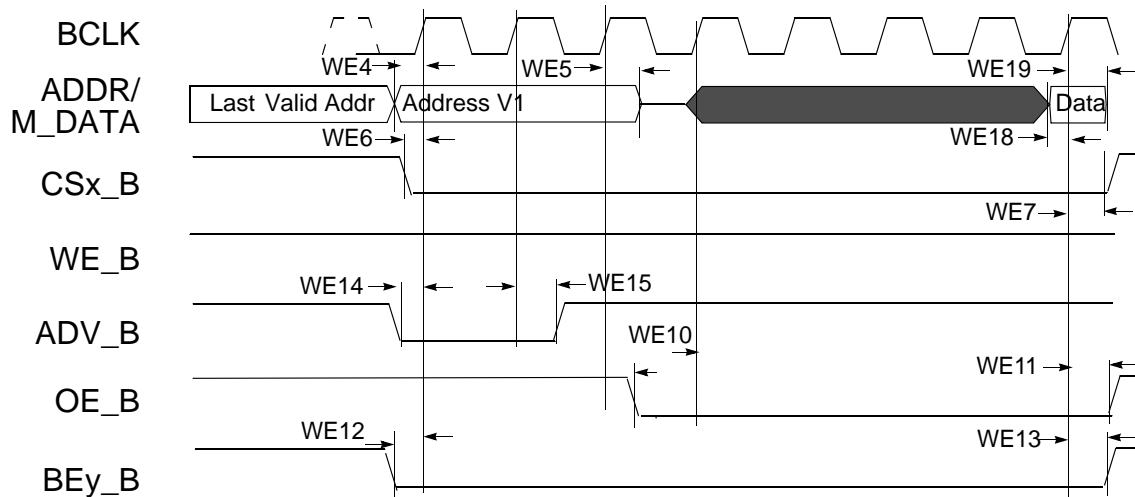 BCLK
WE4
WE5
WE19
ADDR/
M_DATA
Last Valid Addr
Address V1
Data
WE6
WE18
CSx_B
WE7
WE_B
WE14
WE15
ADV_B
WE10
WE11
OE_B
WE12
WE13
BEy_B